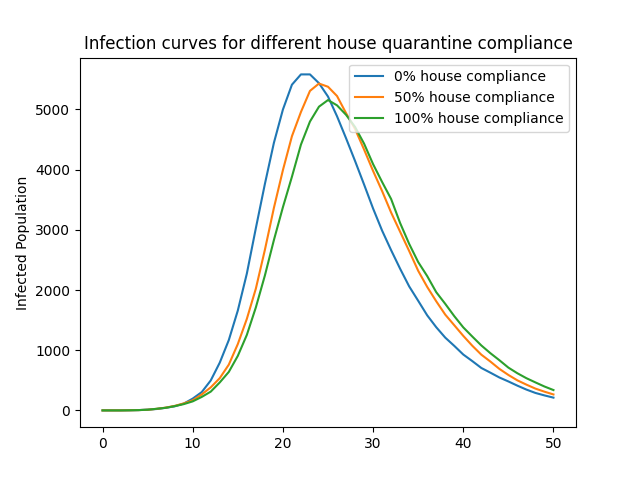 Infection curves for different house quarantine compliance
0% house compliance
50% house compliance
100% house compliance
Infected Population
5000
4000
3000
2000
1000
0
0 10 20 30 40 50